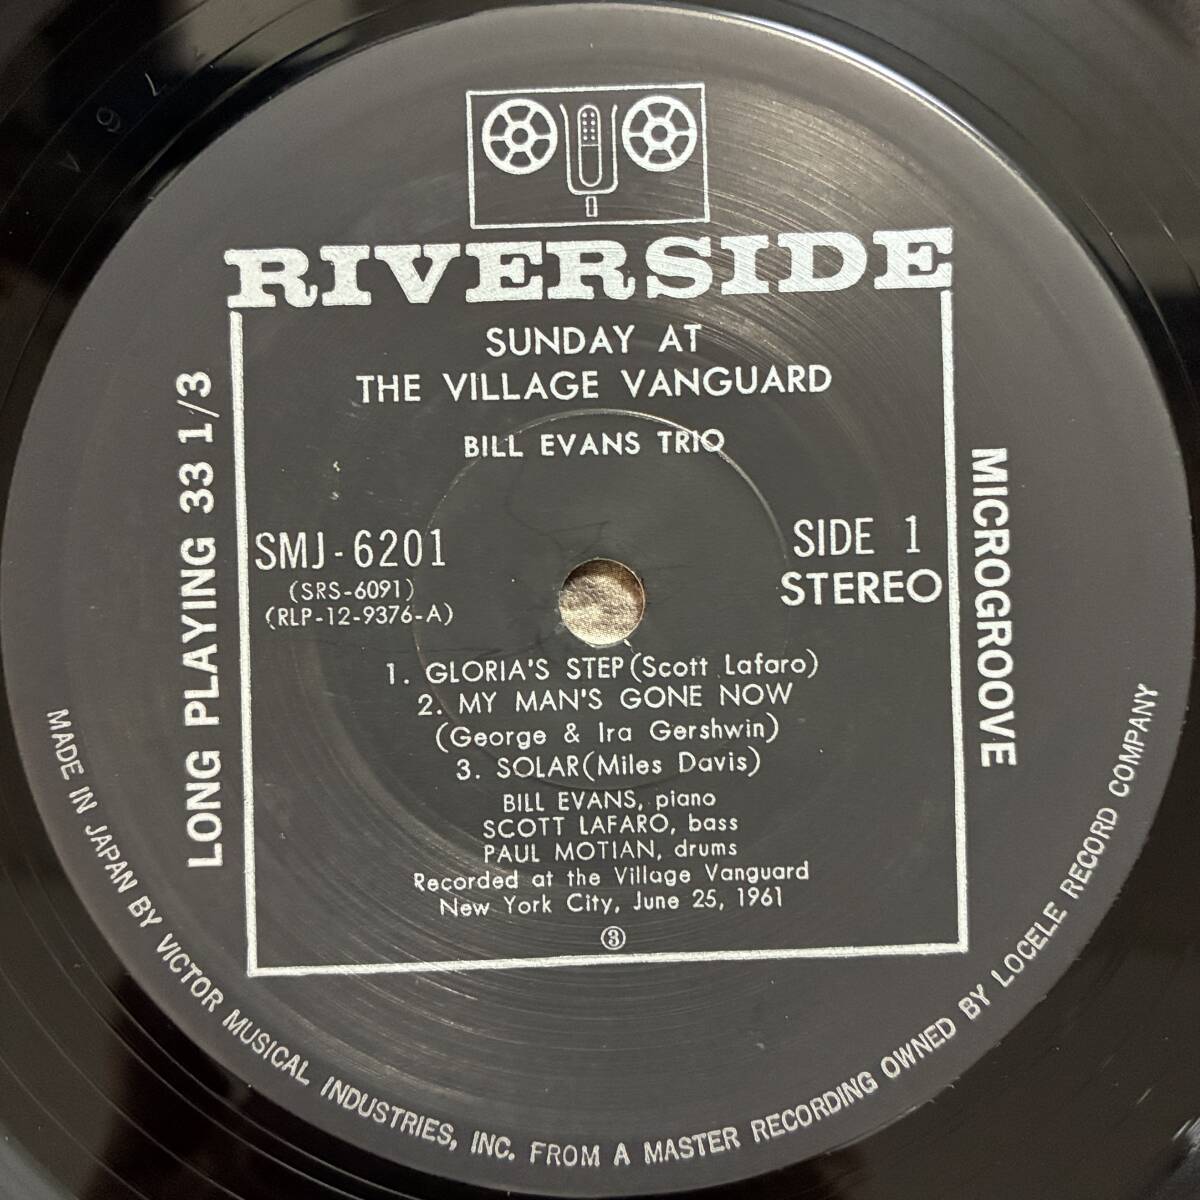 RIVERSIDE
SUNDAY AT
THE VILLAGE VANGUARD
BILL EVANS TRIO
LONG PLAYING 33 1/3
MICROGROOVE
SMJ-6201
(SRS-6091)
(RLP-12-9376-A)
SIDE 1
STEREO
1. GLORIA'S STEP(Scott Lafaro)
2. MY MAN'S GONE NOW
(George & Ira Gershwin)
3. SOLAR(Miles Davis)
BILL EVANS, piano
SCOTT LAFARO, bass
PAUL MOTIAN, drums
Recorded at the Village Vanguard
New York City, June 25, 1961
③
MADE IN JAPAN BY VICTOR MUSICAL INDUSTRIES, INC. FROM A MASTER RECORDING OWNED BY LOCELE RECORD COMPANY